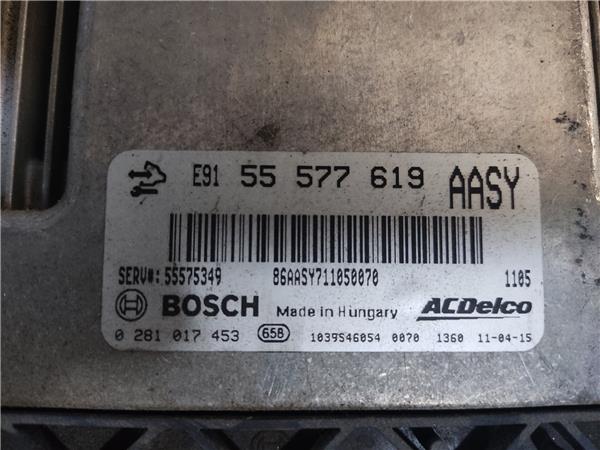 E91 55 577 619 AASY
SERV#: 55575349 86AASY711050070 1105
BOSCH Made in Hungary ACDelco
0 281 017 453 65B 1039S46054 0070 1360 11-04-15